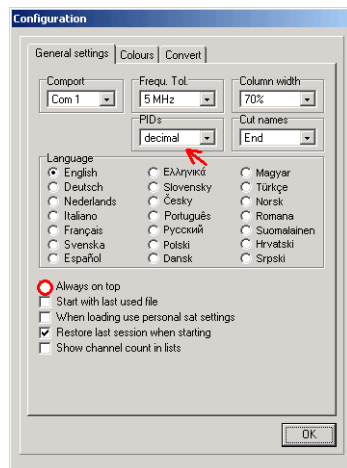 Configuration
General settings Colours Convert
Comport Frequ. Tol. Column width
Com 1 5 MHz 70%
PIDs Cut names
decimal End
Language
English Ελληνικά Magyar
Deutsch Slovensky Türkçe
Nederlands Česky Norsk
Italiano Português Romana
Français Русский Suomalainen
Svenska Polski Hrvatski
Español Dansk Srpski
Always on top
Start with last used file
When loading use personal sat settings
Restore last session when starting
Show channel count in lists
OK